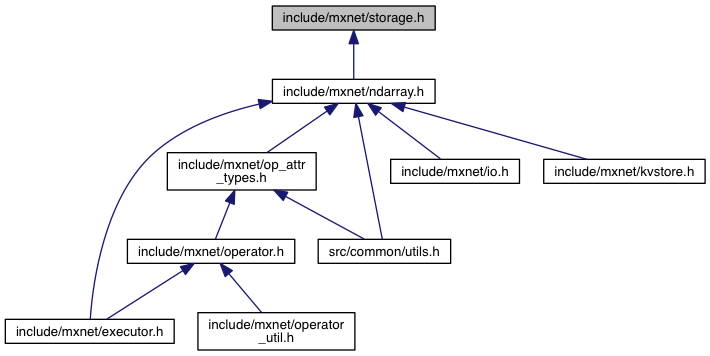 include/mxnet/storage.h
include/mxnet/ndarray.h
include/mxnet/op_attr
_types.h
include/mxnet/io.h
include/mxnet/kvstore.h
include/mxnet/operator.h
src/common/utils.h
include/mxnet/executor.h
include/mxnet/operator
_util.h